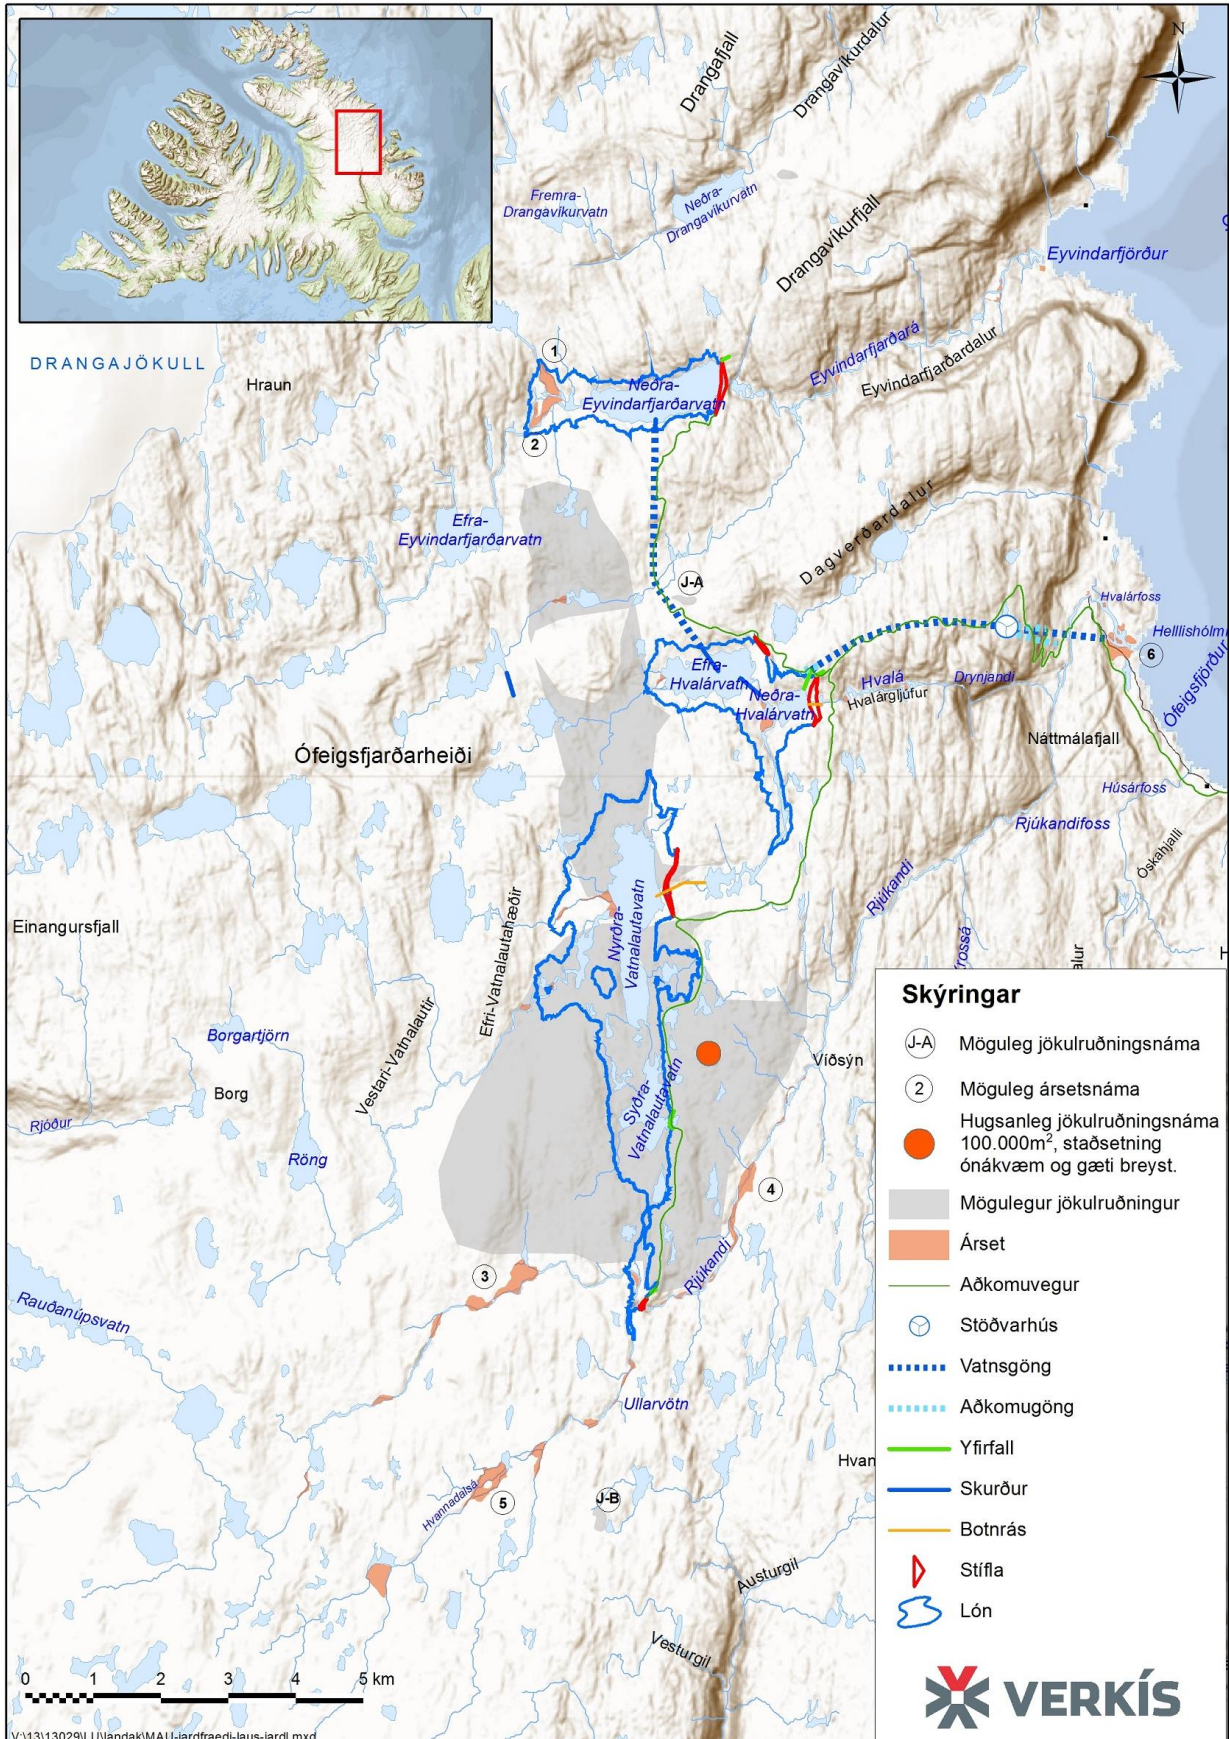 N
Drangafjall
Drangavíkurdalur
Fremra-
Drangavíkurvatn
Neðra-
Drangavíkurvatn
Drangavíkurfjall
Eyvindarfjörður
DRANGAJÖKULL
Hraun
1
Neðra-
Eyvindarfjarðarvatn
2
Eyvindarfjarðará
Eyvindarfjarðardalur
Efra-
Eyvindarfjarðarvatn
Dagverðardalur
J-A
Hvalárfoss
Helllishólmi
6
Ófeigsfjörður
Efra-
Hvalárvatn
Neðra-
Hvalárvatn
Hvalá
Hvalárgljúfur
Drynjandi
Náttmálafjall
Ófeigsfjarðarheiði
Húsárfoss
Rjúkandifoss
Óskahjalli
Rjúkandi
Einangursfjall
Nyrðra-
Vatnalautavatn
Efri-Vatnalautahæðir
Vestari-Vatnalautir
Borgartjörn
Borg
Víðsýn
Rjóður
Röng
Syðra-
Vatnalautavatn
4
3
Rjúkandi
Rauðanúpsvatn
Ullarvötn
Hvannadalsá
5
J-B
Hvan
Austurgil
Vesturgil
Skýringar
J-A Möguleg jökulruðningsnáma
2 Möguleg ársetsnáma
Hugsanleg jökulruðningsnáma
100.000m², staðsetning
ónákvæm og gæti breyst.
Mögulegur jökulruðningur
Árset
Aðkomuvegur
Stöðvarhús
Vatnsgöng
Aðkomugöng
Yfirfall
Skurður
Botnrás
Stífla
Lón
VERKÍS
0 1 2 3 4 5 km